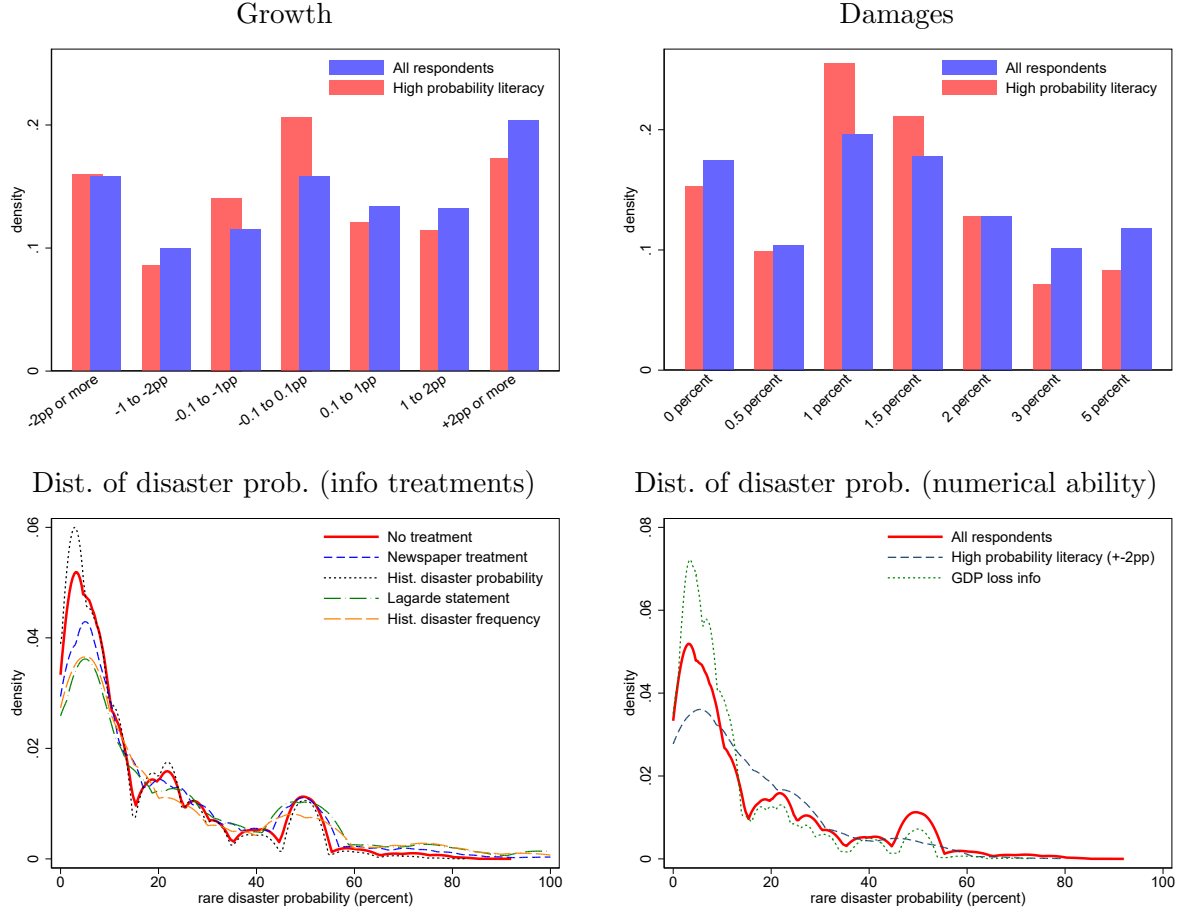 Growth
All respondents
High probability literacy
density
.2
.1
0
-2pp or more
-1 to -2pp
-0.1 to -1pp
-0.1 to 0.1pp
0.1 to 1pp
1 to 2pp
+2pp or more
Damages
All respondents
High probability literacy
density
.2
.1
0
0 percent
0.5 percent
1 percent
1.5 percent
2 percent
3 percent
5 percent
Dist. of disaster prob. (info treatments)
No treatment
Newspaper treatment
Hist. disaster probability
Lagarde statement
Hist. disaster frequency
density
.06
.04
.02
0
0 20 40 60 80 100
rare disaster probability (percent)
Dist. of disaster prob. (numerical ability)
All respondents
High probability literacy (+-2pp)
GDP loss info
density
.08
.06
.04
.02
0
0 20 40 60 80 100
rare disaster probability (percent)